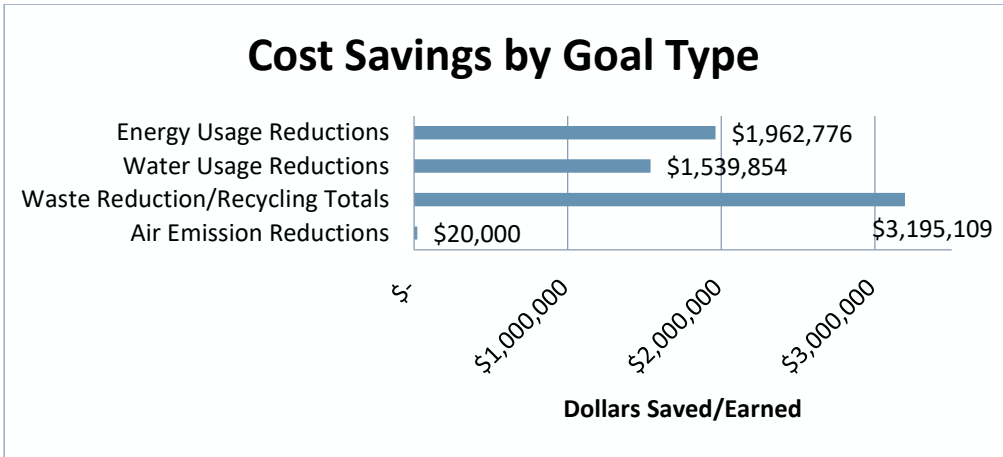 Cost Savings by Goal Type
Energy Usage Reductions
$1,962,776
Water Usage Reductions
$1,539,854
Waste Reduction/Recycling Totals
$3,195,109
Air Emission Reductions
$20,000
$-
$1,000,000
$2,000,000
$3,000,000
Dollars Saved/Earned